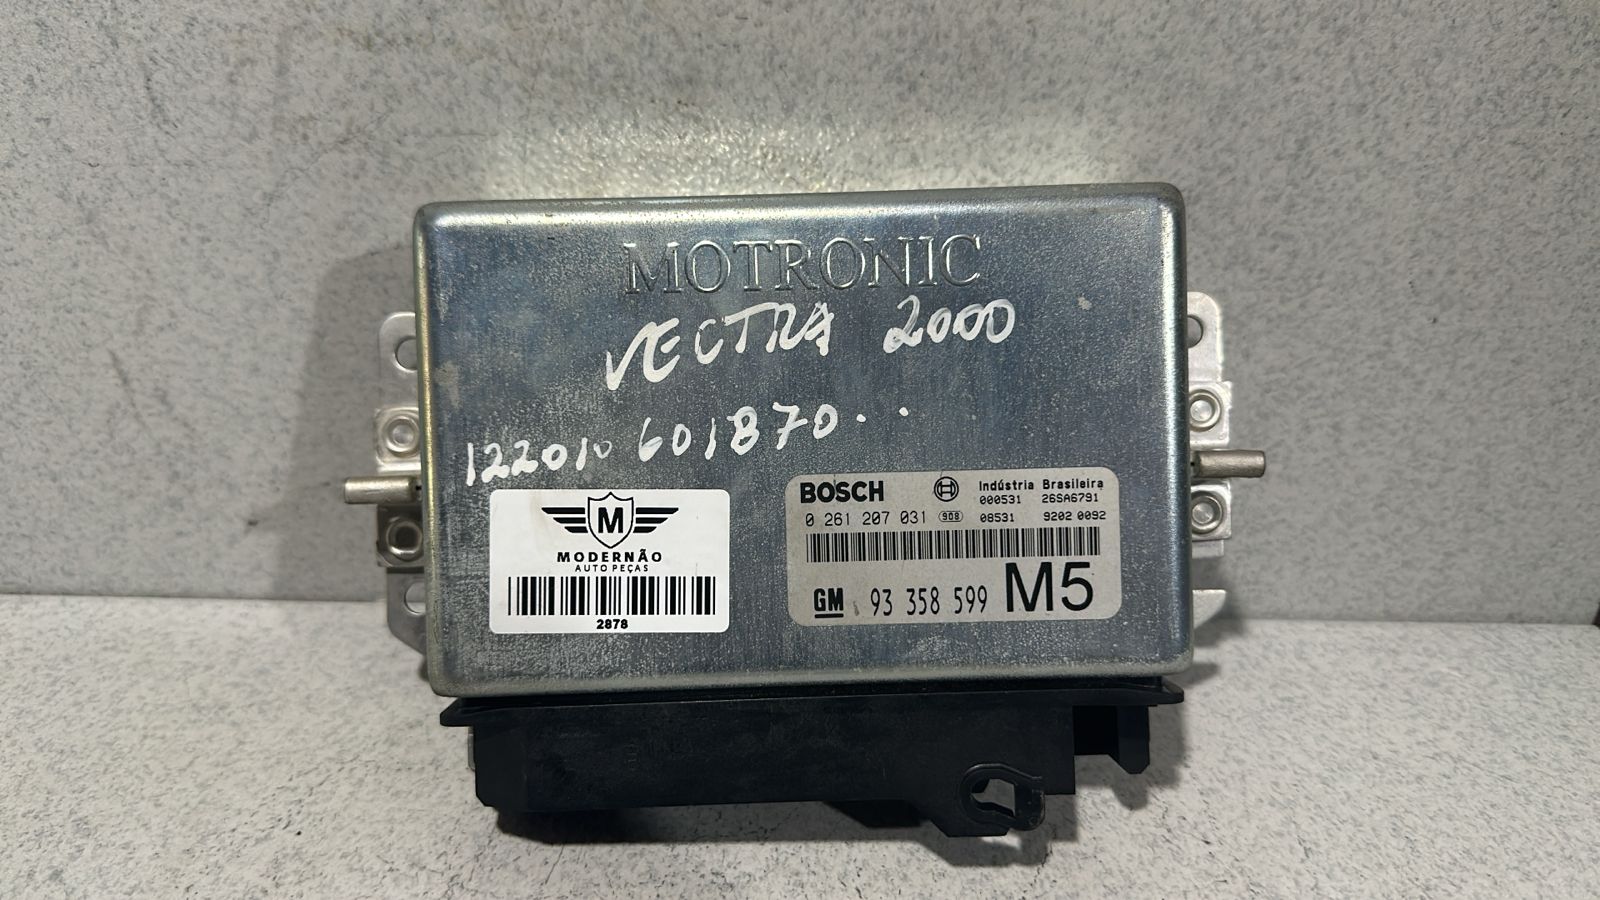 MOTRONIC
VECTRA 2000
122010 601870..
M
MODERNÃO
AUTO PEÇAS
2878
BOSCH Indústria Brasileira
000531 26SA6791
0 261 207 031 908 08531 9202 0092
GM 93 358 599 M5